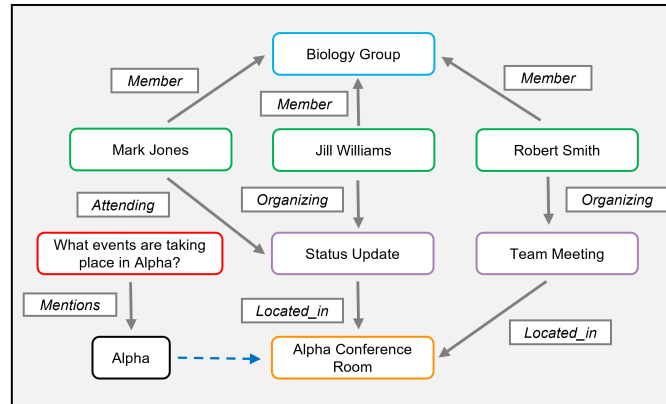 Biology Group
Member
Member
Member
Mark Jones
Jill Williams
Robert Smith
Attending
Organizing
Organizing
What events are taking
place in Alpha?
Status Update
Team Meeting
Mentions
Located_in
Located_in
Alpha
Alpha Conference
Room